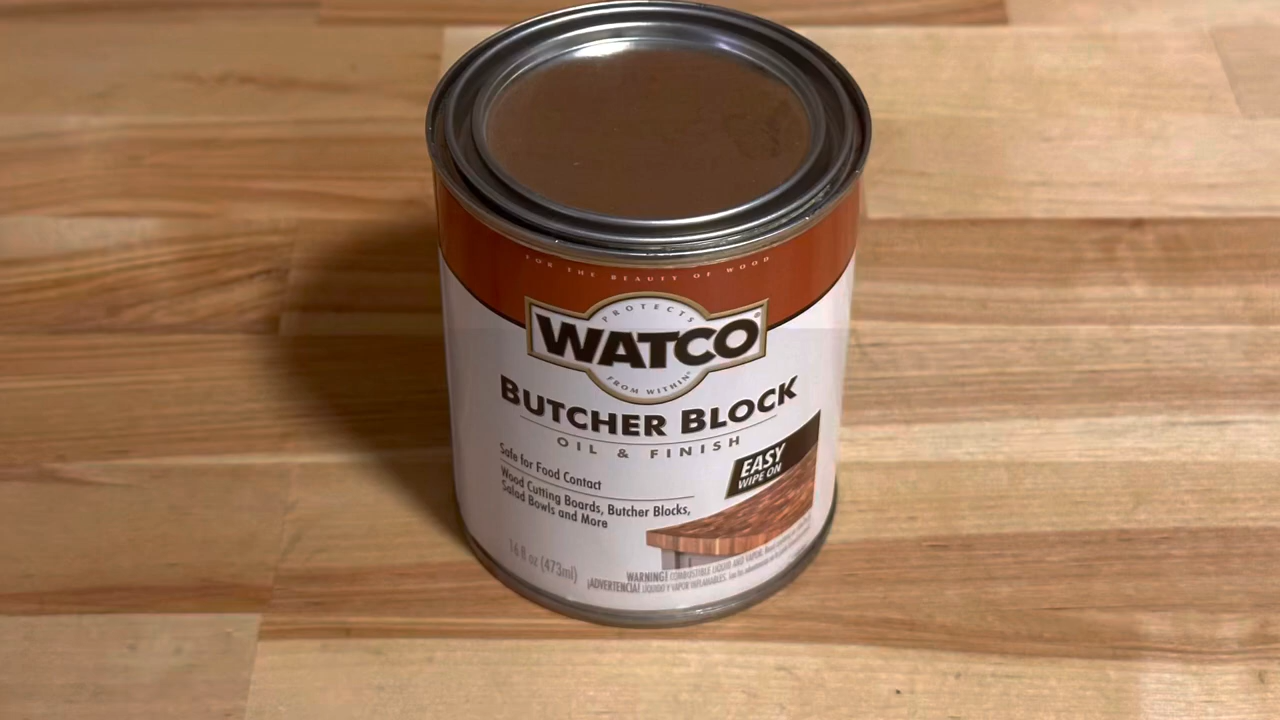 FOR THE BEAUTY OF WOOD
PROTECTS
WATCO®
FROM WITHIN®
BUTCHER BLOCK
OIL & FINISH
EASY
WIPE ON
Safe for Food Contact
Wood Cutting Boards, Butcher Blocks,
Salad Bowls and More
16 fl oz (473ml)
WARNING! COMBUSTIBLE LIQUID AND VAPOR.
¡ADVERTENCIA! LÍQUIDO Y VAPOR INFLAMABLES.